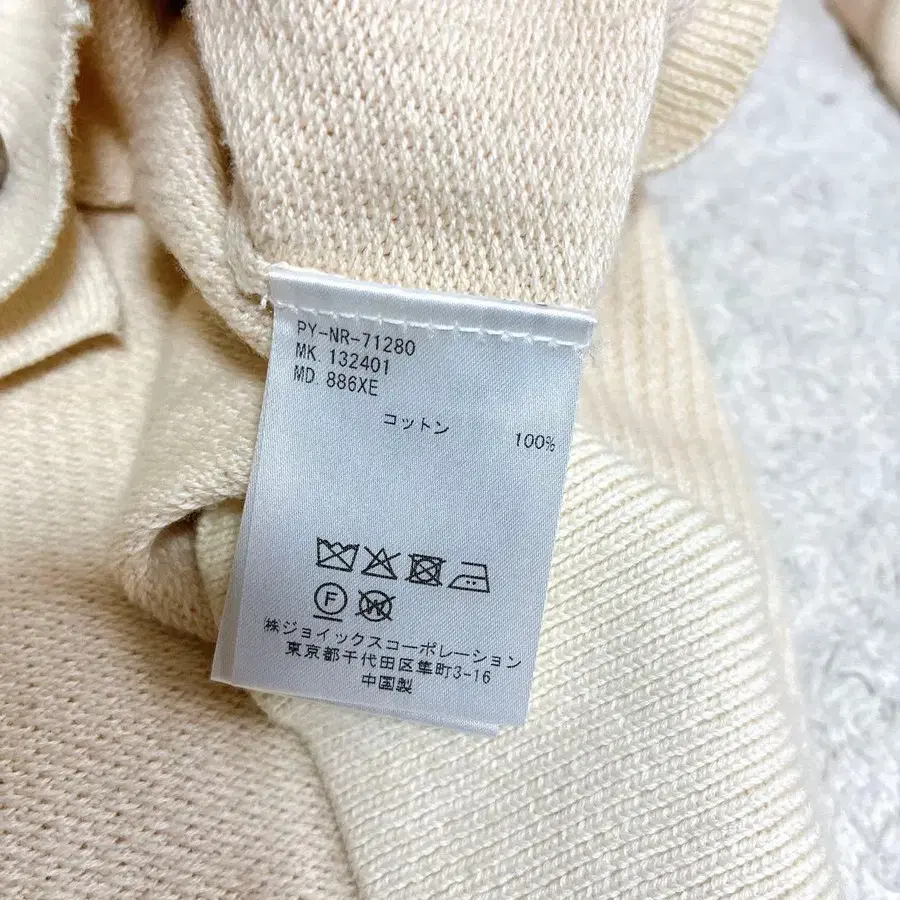 PY-NR-71280
MK. 132401
MD. 886XE
コットン 100%
F W
㈱ジョイックスコーポレーション
東京都千代田区隼町3-16
中国製